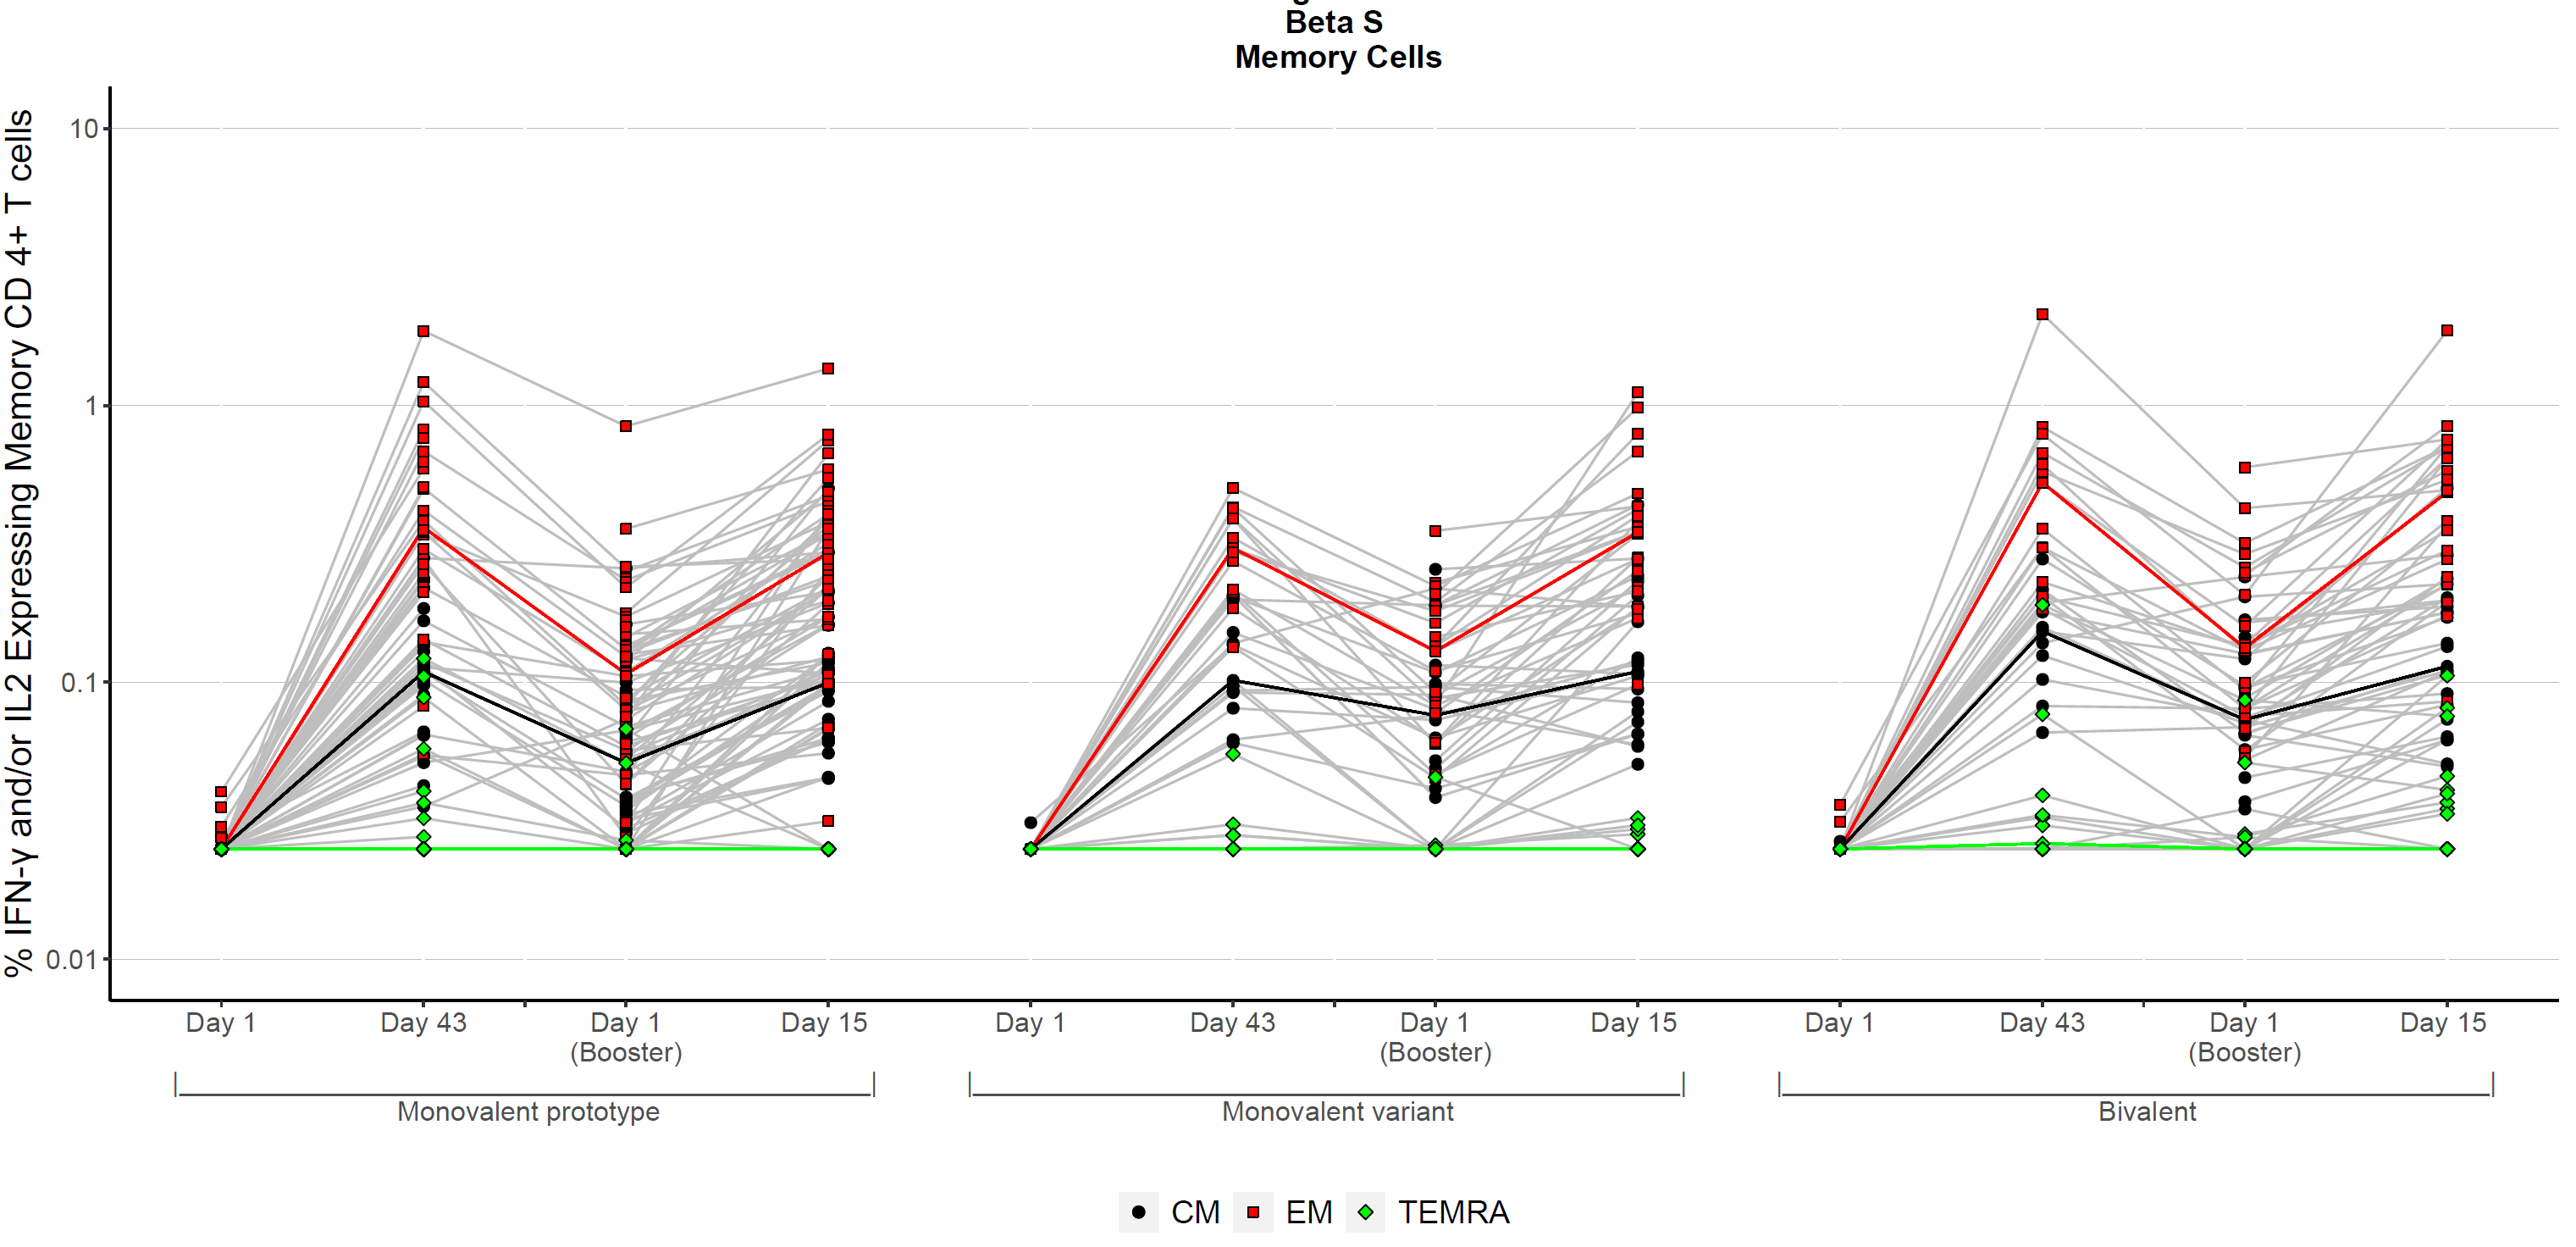 Beta S
Memory Cells
% IFN-γ and/or IL2 Expressing Memory CD 4+ T cells
10
1
0.1
0.01
Day 1 Day 43 Day 1 Day 15 Day 1 Day 43 Day 1 Day 15 Day 1 Day 43 Day 1 Day 15
(Booster) (Booster) (Booster)
Monovalent prototype Monovalent variant Bivalent
CM EM TEMRA